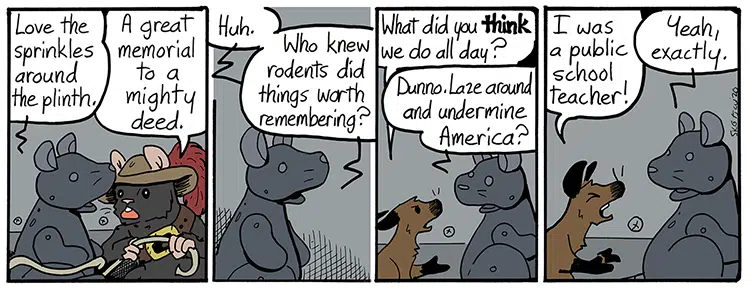 Love the
sprinkles
around
the plinth.
A great
memorial
to a
mighty
deed.
Huh.
Who knew
rodents did
things worth
remembering?
What did you think
we do all day?
Dunno. Laze around
and undermine
America?
I was
a public
school
teacher!
Yeah,
exactly.